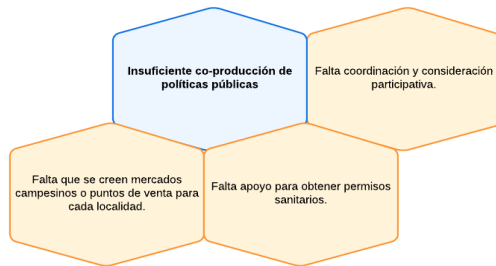 Insuficiente co-producción de
políticas públicas
Falta coordinación y consideración
participativa.
Falta que se creen mercados
campesinos o puntos de venta para
cada localidad.
Falta apoyo para obtener permisos
sanitarios.